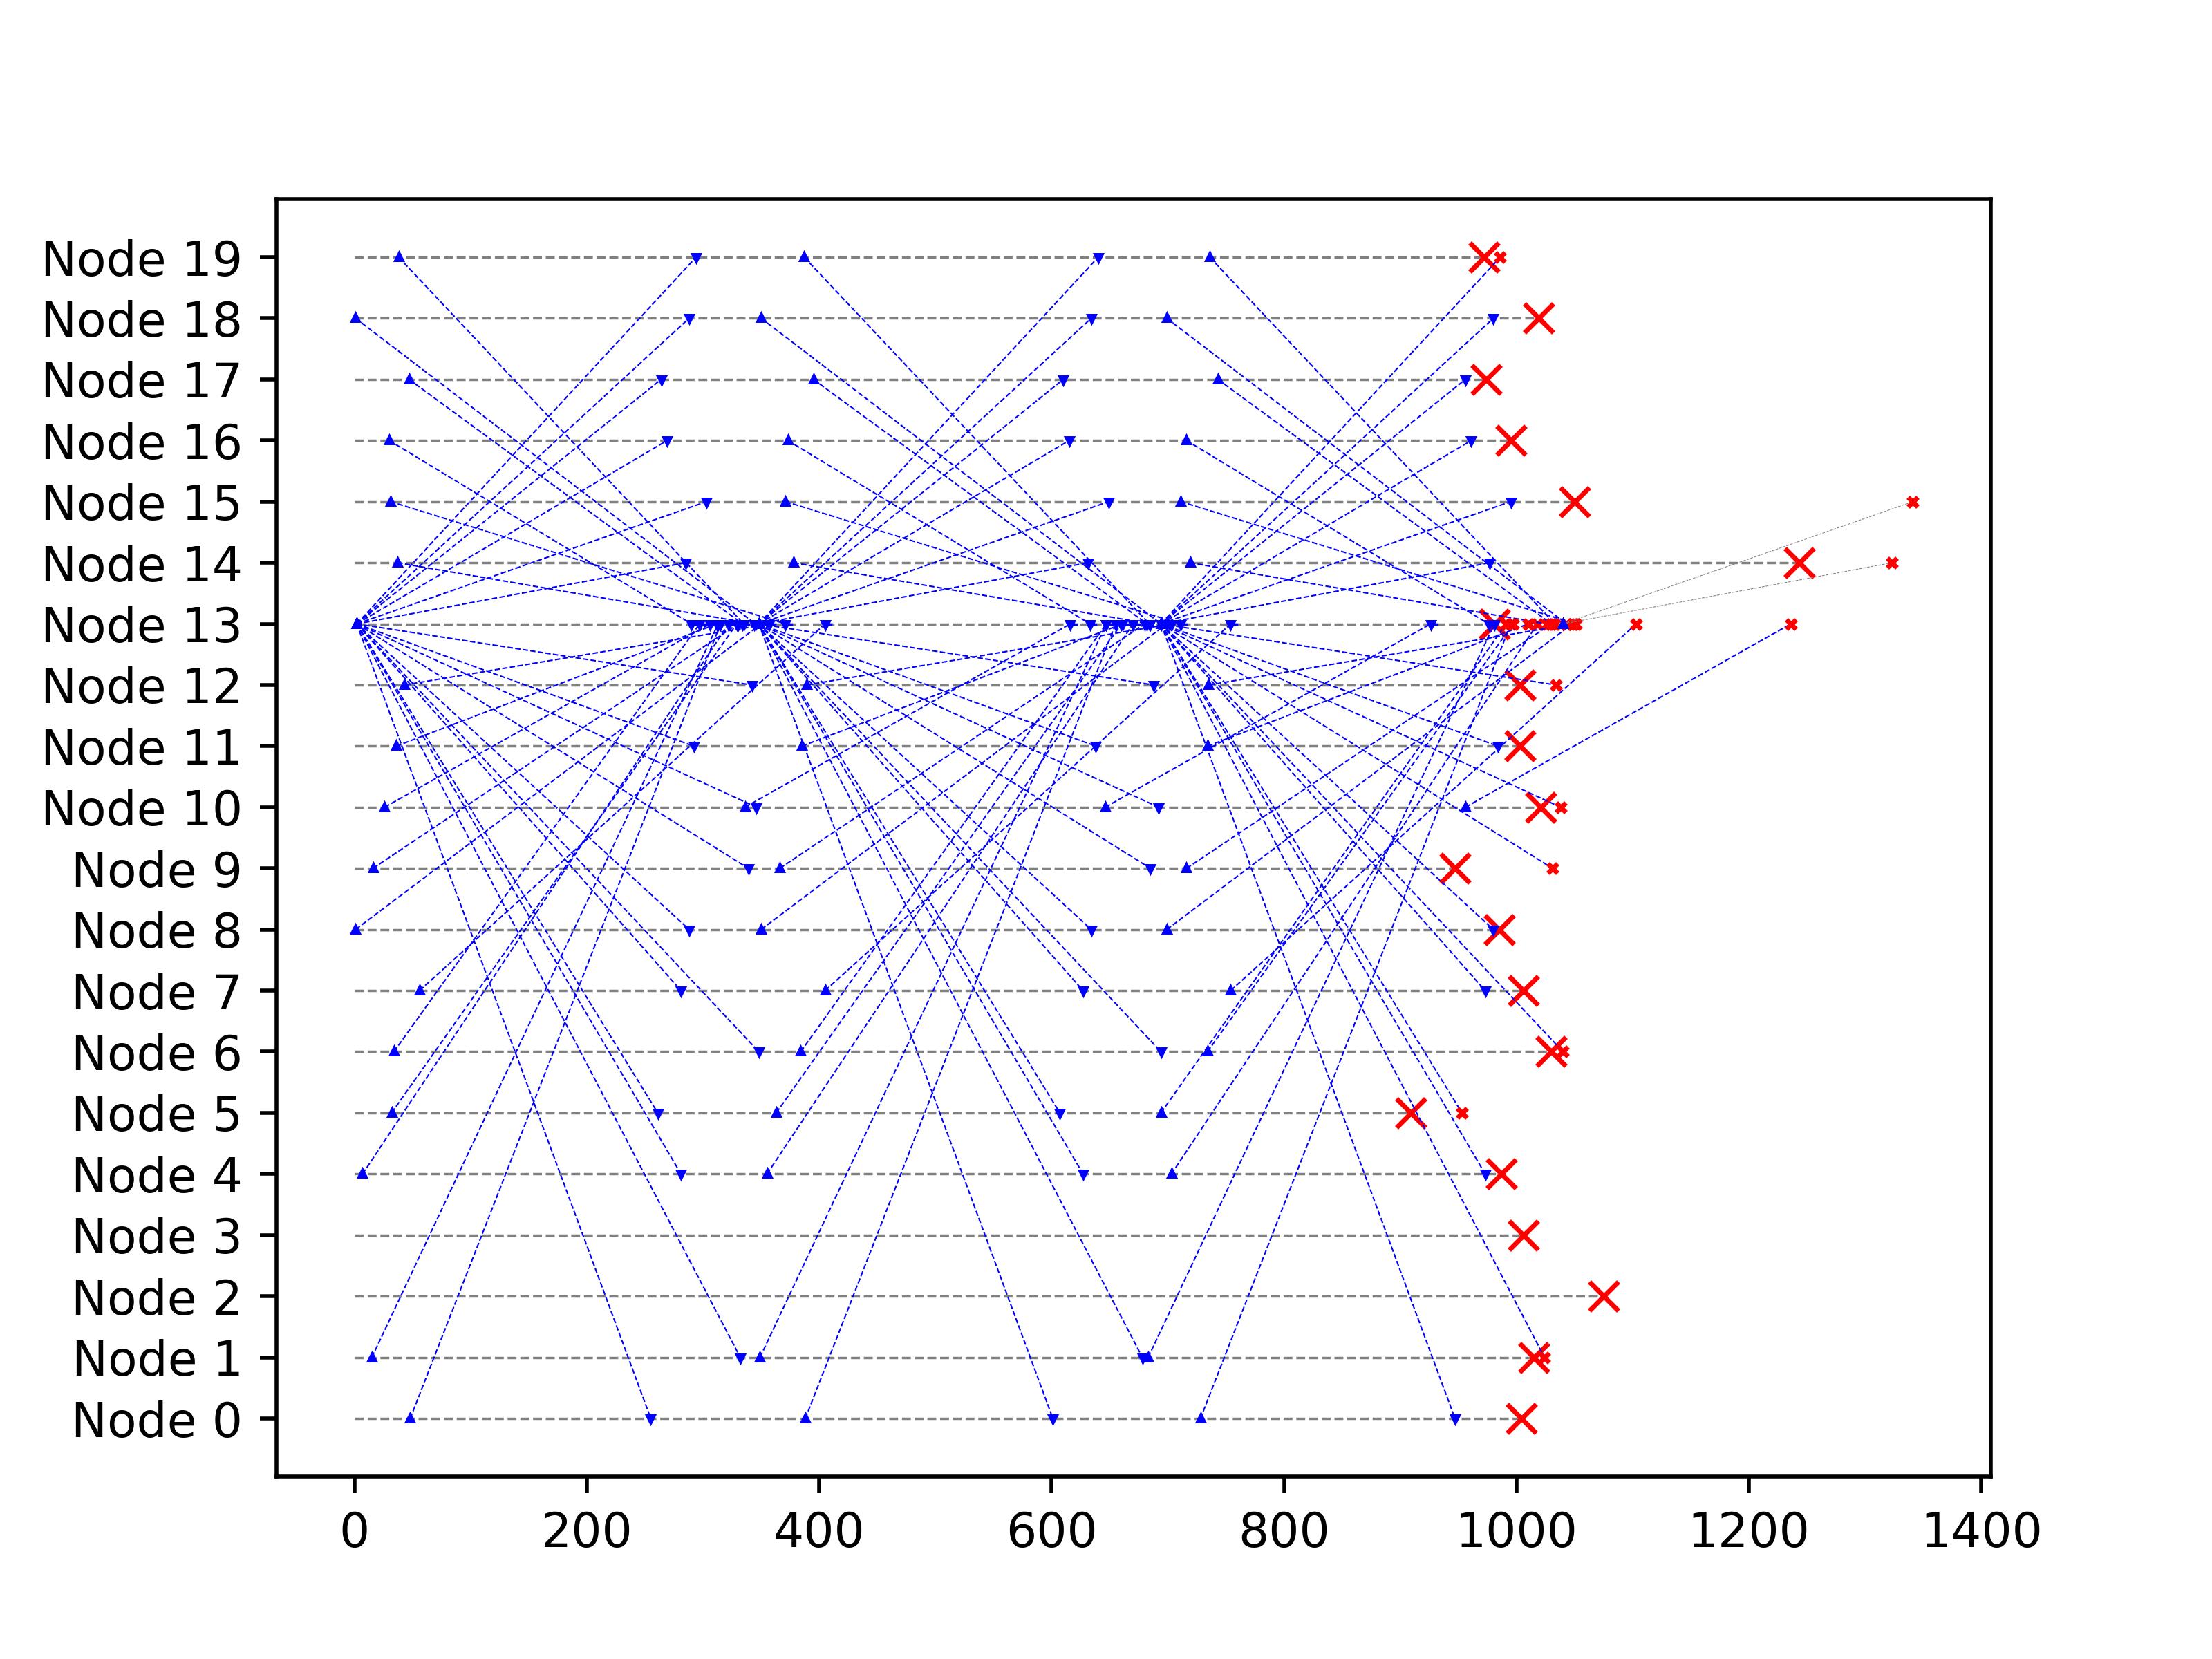 Node 19
Node 18
Node 17
Node 16
Node 15
Node 14
Node 13
Node 12
Node 11
Node 10
Node 9
Node 8
Node 7
Node 6
Node 5
Node 4
Node 3
Node 2
Node 1
Node 0
0 200 400 600 800 1000 1200 1400